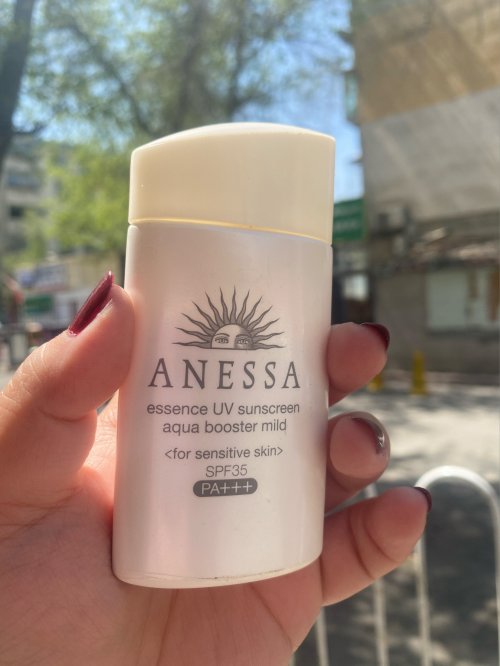 ANESSA
essence UV sunscreen
aqua booster mild
<for sensitive skin>
SPF35
PA+++